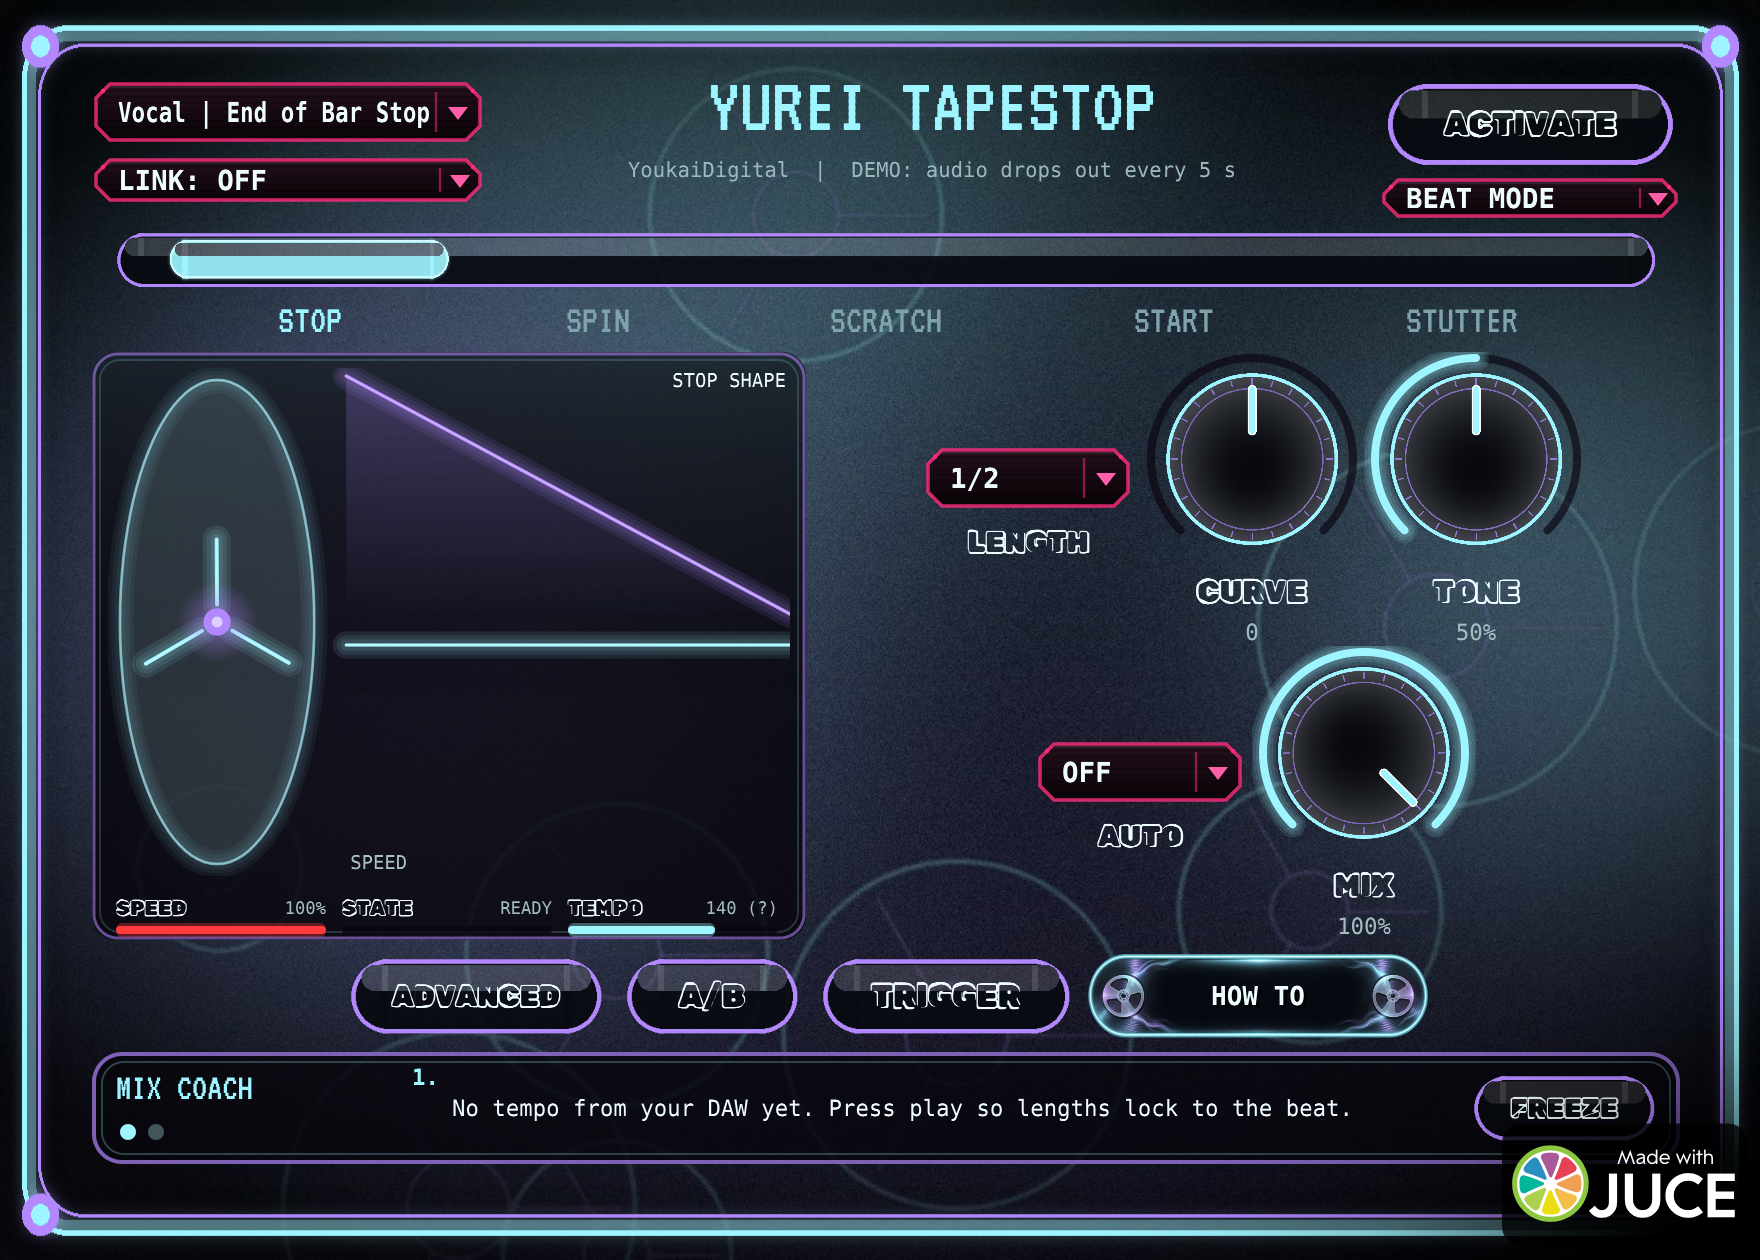 Vocal | End of Bar Stop
YUREI TAPESTOP
ACTIVATE
LINK: OFF
YoukaiDigital | DEMO: audio drops out every 5 s
BEAT MODE
STOP SPIN SCRATCH START STUTTER
STOP SHAPE
1/2
LENGTH
CURVE TONE
0 50%
OFF
AUTO
MIX
100%
SPEED
SPEED 100% STATE READY TEMPO 140 (?)
ADVANCED A/B TRIGGER HOW TO
MIX COACH
1.
No tempo from your DAW yet. Press play so lengths lock to the beat.
FREEZE
Made with
JUCE